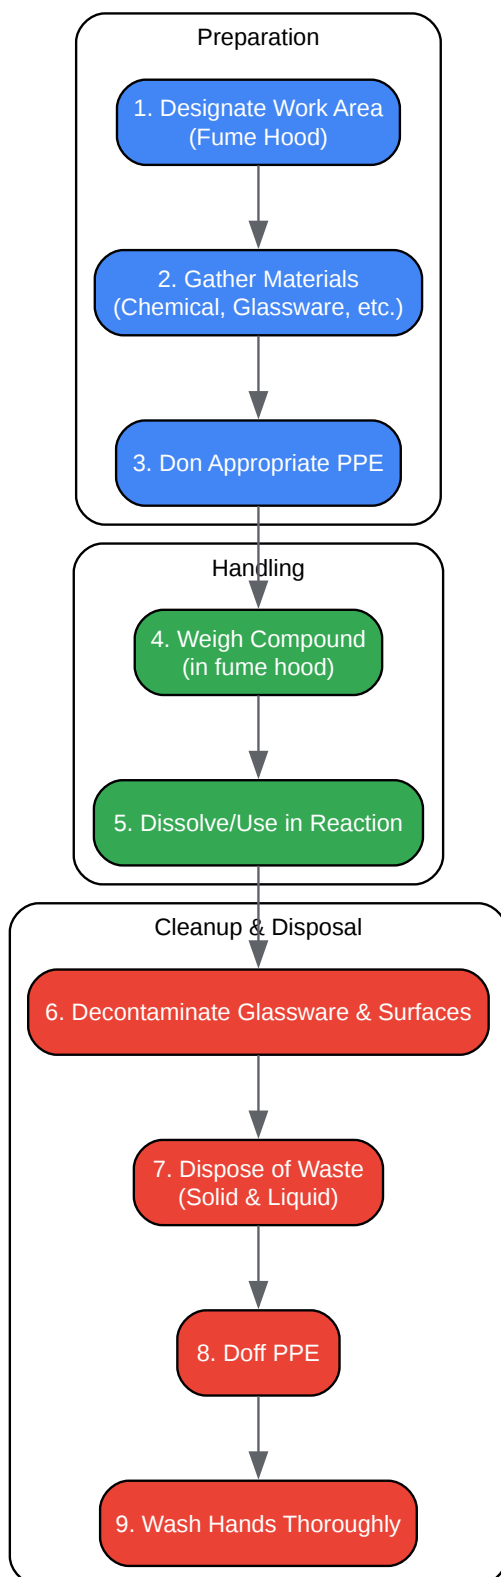 Preparation
1. Designate Work Area
(Fume Hood)
2. Gather Materials
(Chemical, Glassware, etc.)
3. Don Appropriate PPE
Handling
4. Weigh Compound
(in fume hood)
5. Dissolve/Use in Reaction
Cleanup & Disposal
6. Decontaminate Glassware & Surfaces
7. Dispose of Waste
(Solid & Liquid)
8. Doff PPE
9. Wash Hands Thoroughly